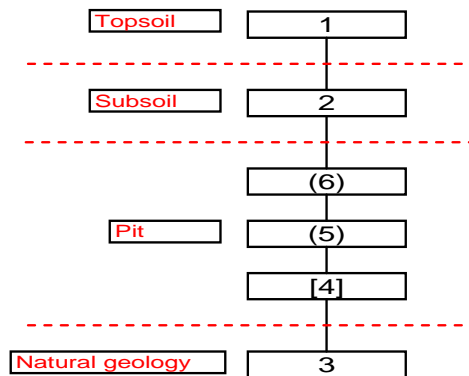 Topsoil 1
Subsoil 2
(6)
Pit (5)
[4]
Natural geology 3